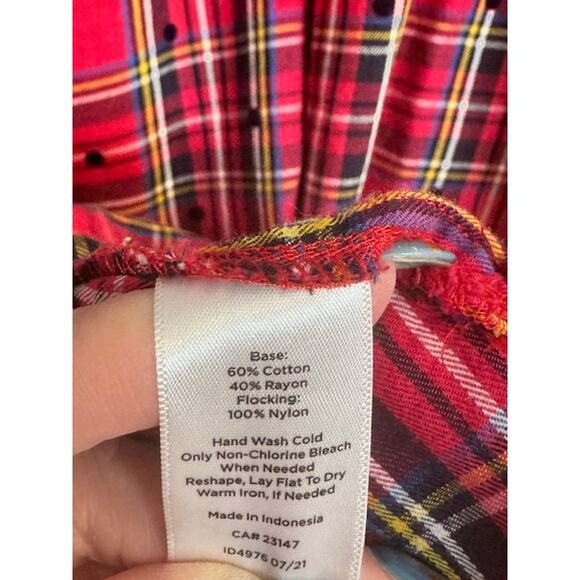 Base:
60% Cotton
40% Rayon
Flocking:
100% Nylon
Hand Wash Cold
Only Non-Chlorine Bleach
When Needed
Reshape, Lay Flat To Dry
Warm Iron, If Needed
Made in Indonesia
CA# 23147
ID4976 07/21